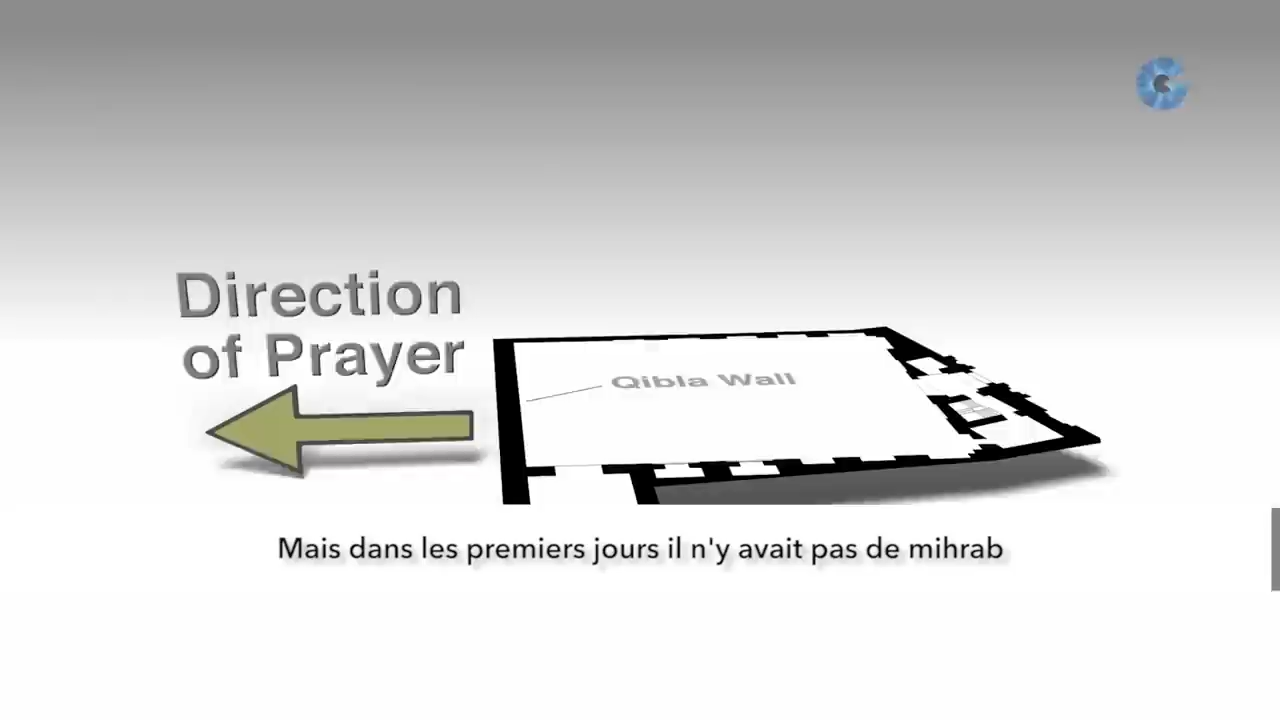 Direction
of Prayer
Qibla Wall
Mais dans les premiers jours il n'y avait pas de mihrab